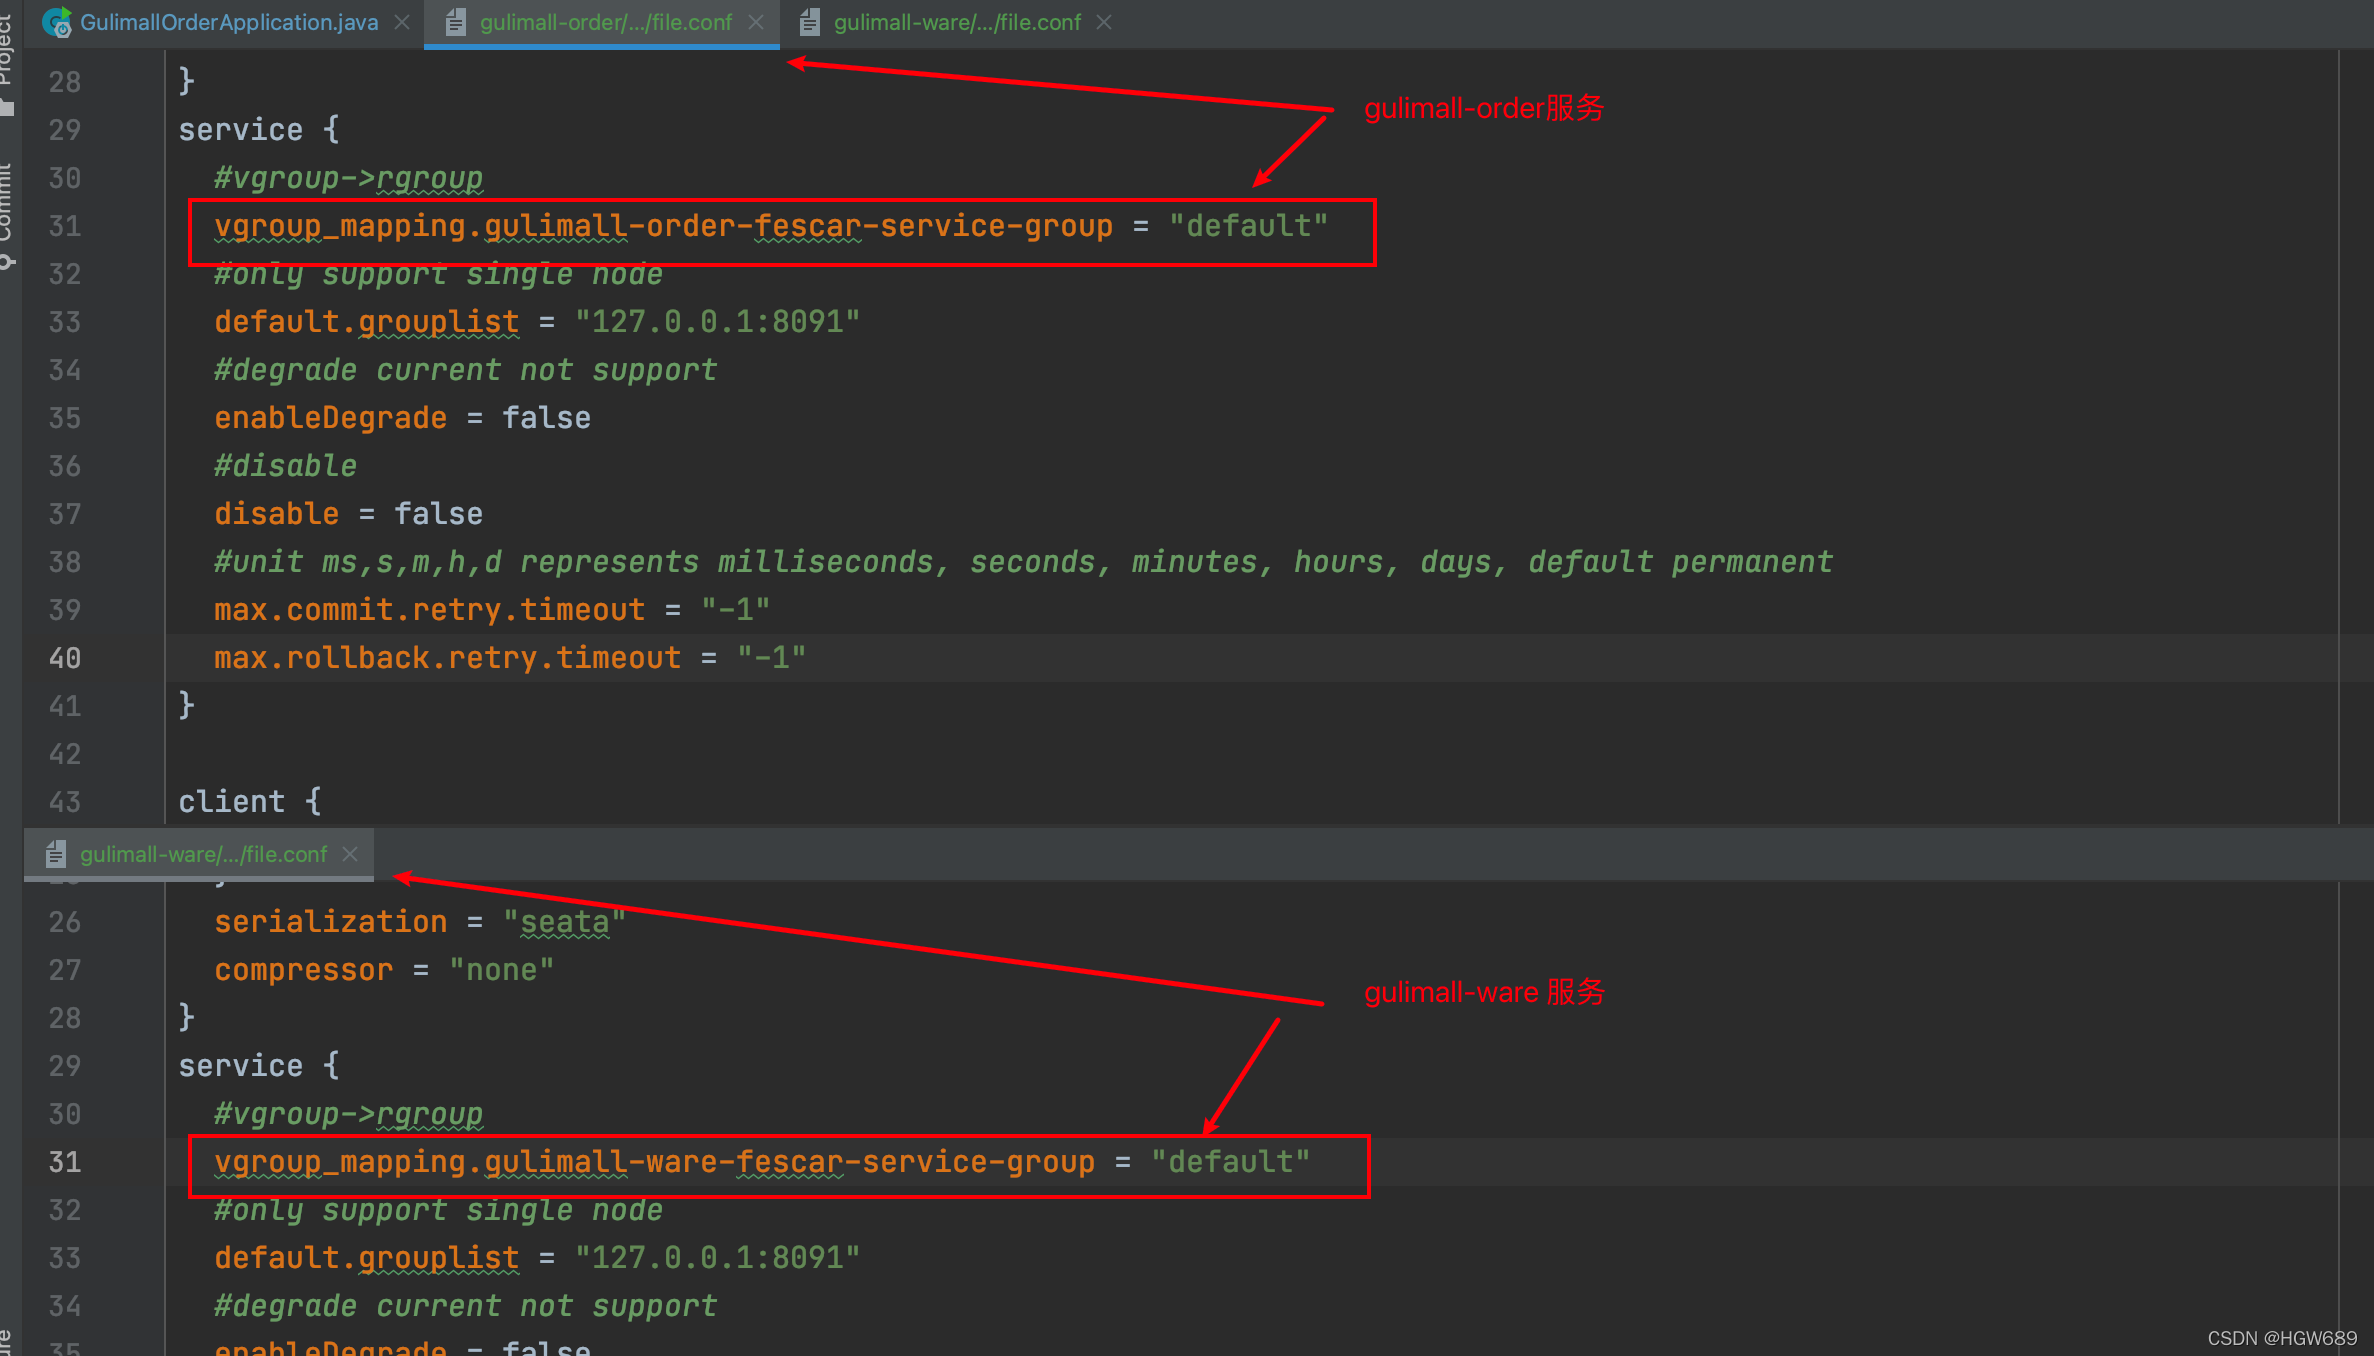 GulimallOrderApplication.java
gulimall-order/.../file.conf
gulimall-ware/.../file.conf
Project
Commit
28 }
29 service {
30 #vgroup->rgroup
31 vgroup_mapping.gulimall-order-fescar-service-group = "default"
32 #only support single node
33 default.grouplist = "127.0.0.1:8091"
34 #degrade current not support
35 enableDegrade = false
36 #disable
37 disable = false
38 #unit ms,s,m,h,d represents milliseconds, seconds, minutes, hours, days, default permanent
39 max.commit.retry.timeout = "-1"
40 max.rollback.retry.timeout = "-1"
41 }
42
43 client {
gulimall-order服务
gulimall-ware/.../file.conf
26 serialization = "seata"
27 compressor = "none"
28 }
29 service {
30 #vgroup->rgroup
31 vgroup_mapping.gulimall-ware-fescar-service-group = "default"
32 #only support single node
33 default.grouplist = "127.0.0.1:8091"
34 #degrade current not support
35 enableDegrade = false
gulimall-ware 服务
CSDN @HGW689